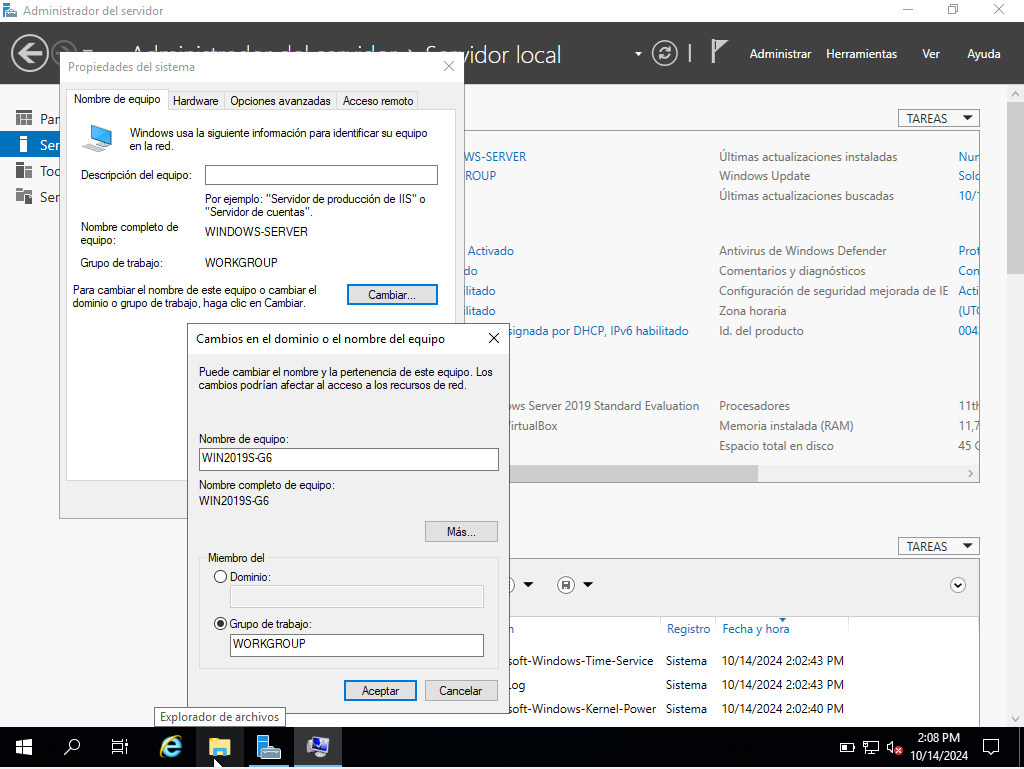 Administrador del servidor
Servidor local
Administrar
Herramientas
Ver
Ayuda
Propiedades del sistema
Nombre de equipo
Hardware
Opciones avanzadas
Acceso remoto
Windows usa la siguiente información para identificar su equipo
en la red.
Descripción del equipo:
Por ejemplo: "Servidor de producción de IIS" o
"Servidor de cuentas".
Nombre completo de
equipo:
WINDOWS-SERVER
Grupo de trabajo:
WORKGROUP
Para cambiar el nombre de este equipo o cambiar el
dominio o grupo de trabajo, haga clic en Cambiar.
Cambiar...
Cambios en el dominio o el nombre del equipo
Puede cambiar el nombre y la pertenencia de este equipo. Los
cambios podrían afectar al acceso a los recursos de red.
Nombre de equipo:
WIN2019S-G6
Nombre completo de equipo:
WIN2019S-G6
Más...
Miembro del
Dominio:
Grupo de trabajo:
WORKGROUP
Aceptar
Cancelar
TAREAS
WS-SERVER
ROUP
Últimas actualizaciones instaladas
Windows Update
Solo
Últimas actualizaciones buscadas
10/1
Activado
Antivirus de Windows Defender
Prot
Comentarios y diagnósticos
Con
ilitado
Configuración de seguridad mejorada de IE
Acti
ilitado
Zona horaria
(UTC
signada por DHCP, IPv6 habilitado
Id. del producto
004
ws Server 2019 Standard Evaluation
Procesadores
11th
VirtualBox
Memoria instalada (RAM)
11,7
Espacio total en disco
45 G
TAREAS
Registro
Fecha y hora
soft-Windows-Time-Service
Sistema
10/14/2024 2:02:43 PM
Log
Sistema
10/14/2024 2:02:43 PM
soft-Windows-Kernel-Power
Sistema
10/14/2024 2:02:40 PM
Explorador de archivos
2:08 PM
10/14/2024